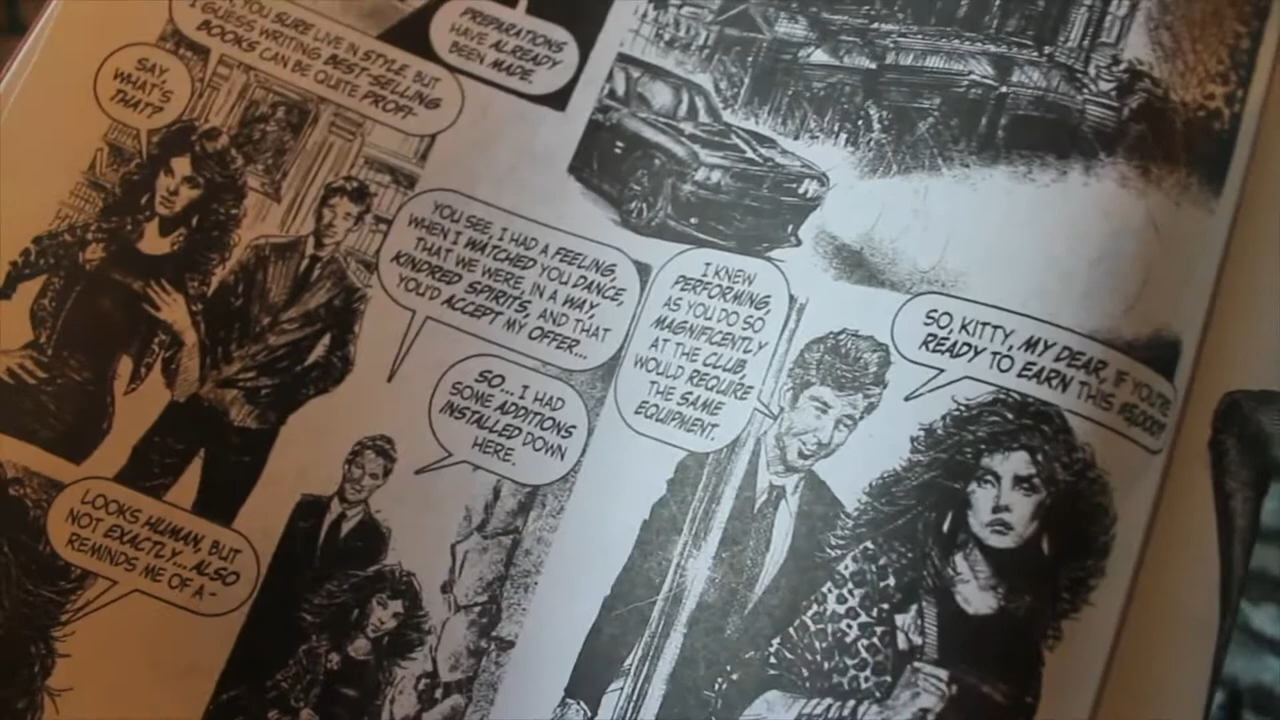 YOU SURE LIVE IN STYLE, BUT
I GUESS WRITING BEST-SELLING
BOOKS CAN BE QUITE PROF-
SAY,
WHAT'S
THAT?
PREPARATIONS
HAVE ALREADY
BEEN MADE.
YOU SEE, I HAD A FEELING,
WHEN I WATCHED YOU DANCE,
THAT WE WERE, IN A WAY,
KINDRED SPIRITS, AND THAT
YOU'D ACCEPT MY OFFER...
SO... I HAD
SOME ADDITIONS
INSTALLED DOWN
HERE.
LOOKS HUMAN, BUT
NOT EXACTLY... ALSO
REMINDS ME OF A -
I KNEW
PERFORMING,
AS YOU DO SO
MAGNIFICENTLY
AT THE CLUB,
WOULD REQUIRE
THE SAME
EQUIPMENT.
SO, KITTY, MY DEAR, IF YOU'RE
READY TO EARN THIS $5,000?